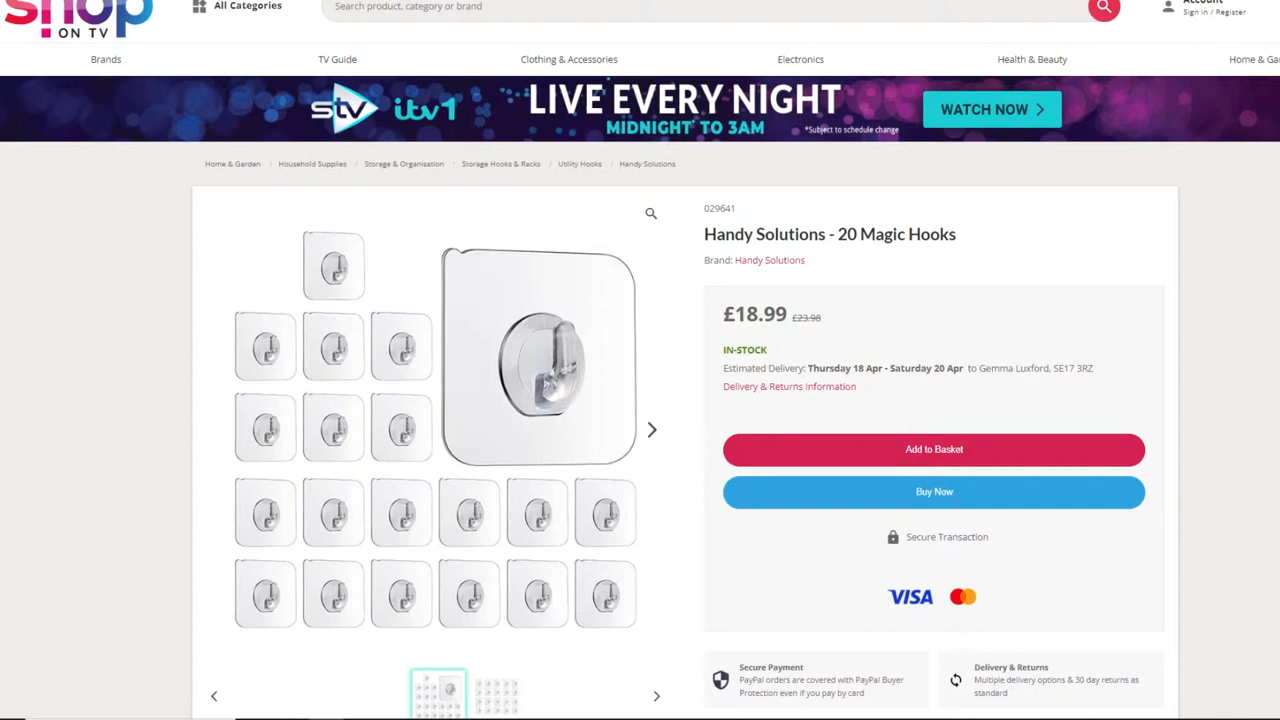 shop
ON TV
All Categories
Search product, category or brand
Account
Sign in / Register
Brands
TV Guide
Clothing & Accessories
Electronics
Health & Beauty
Home & Ga
stv
itv1
LIVE EVERY NIGHT
MIDNIGHT TO 3AM
*Subject to schedule change
WATCH NOW
Home & Garden / Household Supplies / Storage & Organisation / Storage Hooks & Racks / Utility Hooks / Handy Solutions
029641
Handy Solutions - 20 Magic Hooks
Brand: Handy Solutions
£18.99 £23.98
IN-STOCK
Estimated Delivery: Thursday 18 Apr - Saturday 20 Apr to Gemma Luxford, SE17 3RZ
Delivery & Returns Information
Add to Basket
Buy Now
Secure Transaction
VISA
Secure Payment
PayPal orders are covered with PayPal Buyer
Protection even if you pay by card
Delivery & Returns
Multiple delivery options & 30 day returns as
standard